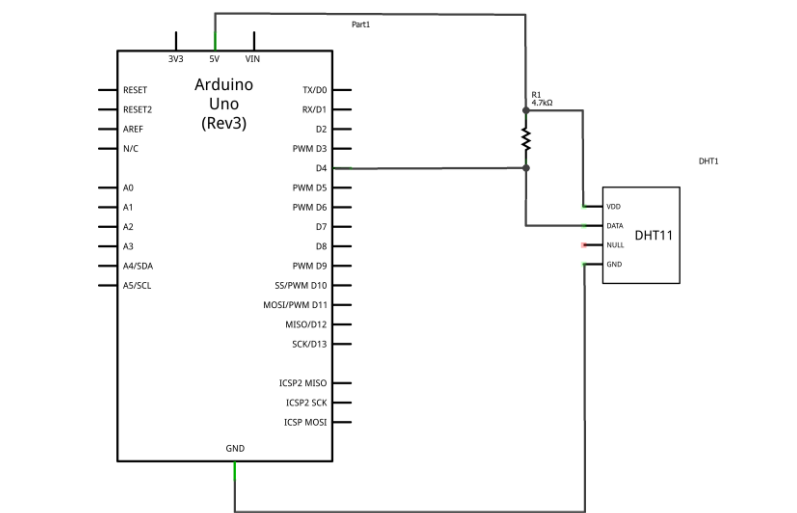 Part1
3V3
5V
VIN
Arduino
Uno
(Rev3)
RESET
RESET2
AREF
N/C
A0
A1
A2
A3
A4/SDA
A5/SCL
TX/D0
RX/D1
D2
PWM D3
D4
PWM D5
PWM D6
D7
D8
PWM D9
SS/PWM D10
MOSI/PWM D11
MISO/D12
SCK/D13
ICSP2 MISO
ICSP2 SCK
ICSP MOSI
GND
R1
4.7kΩ
DHT1
VDD
DATA
NULL
GND
DHT11